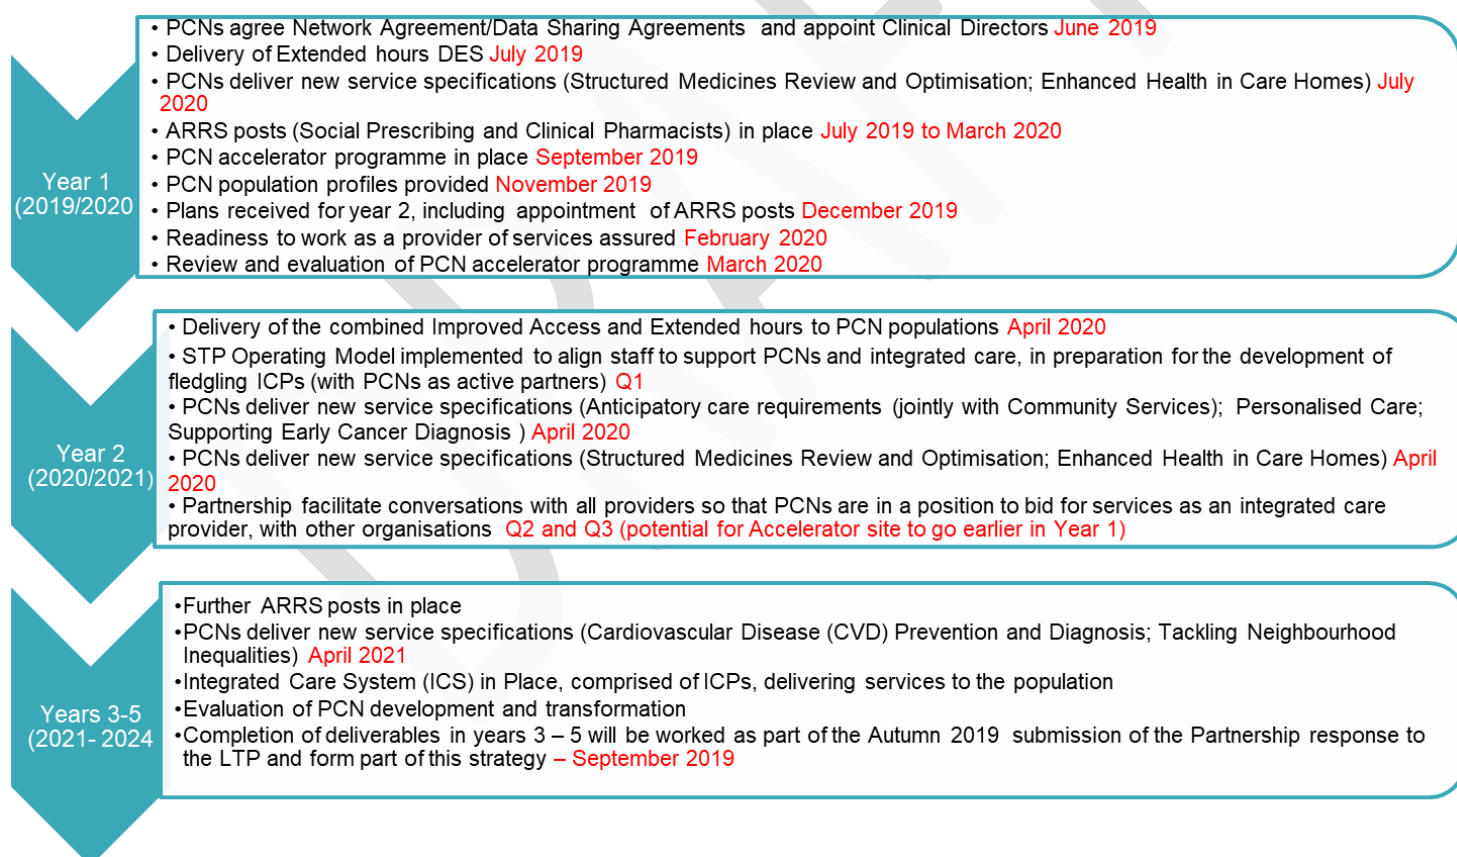 • PCNs agree Network Agreement/Data Sharing Agreements and appoint Clinical Directors June 2019
• Delivery of Extended hours DES July 2019
• PCNs deliver new service specifications (Structured Medicines Review and Optimisation; Enhanced Health in Care Homes) July
2020
• ARRS posts (Social Prescribing and Clinical Pharmacists) in place July 2019 to March 2020
• PCN accelerator programme in place September 2019
• PCN population profiles provided November 2019
• Plans received for year 2, including appointment of ARRS posts December 2019
• Readiness to work as a provider of services assured February 2020
• Review and evaluation of PCN accelerator programme March 2020
Year 1
(2019/2020
• Delivery of the combined Improved Access and Extended hours to PCN populations April 2020
• STP Operating Model implemented to align staff to support PCNs and integrated care, in preparation for the development of
fledgling ICPs (with PCNs as active partners) Q1
• PCNs deliver new service specifications (Anticipatory care requirements (jointly with Community Services); Personalised Care;
Supporting Early Cancer Diagnosis ) April 2020
• PCNs deliver new service specifications (Structured Medicines Review and Optimisation; Enhanced Health in Care Homes) April
2020
• Partnership facilitate conversations with all providers so that PCNs are in a position to bid for services as an integrated care
provider, with other organisations Q2 and Q3 (potential for Accelerator site to go earlier in Year 1)
Year 2
(2020/2021)
•Further ARRS posts in place
•PCNs deliver new service specifications (Cardiovascular Disease (CVD) Prevention and Diagnosis; Tackling Neighbourhood
Inequalities) April 2021
•Integrated Care System (ICS) in Place, comprised of ICPs, delivering services to the population
•Evaluation of PCN development and transformation
•Completion of deliverables in years 3 – 5 will be worked as part of the Autumn 2019 submission of the Partnership response to
the LTP and form part of this strategy – September 2019
Years 3-5
(2021- 2024